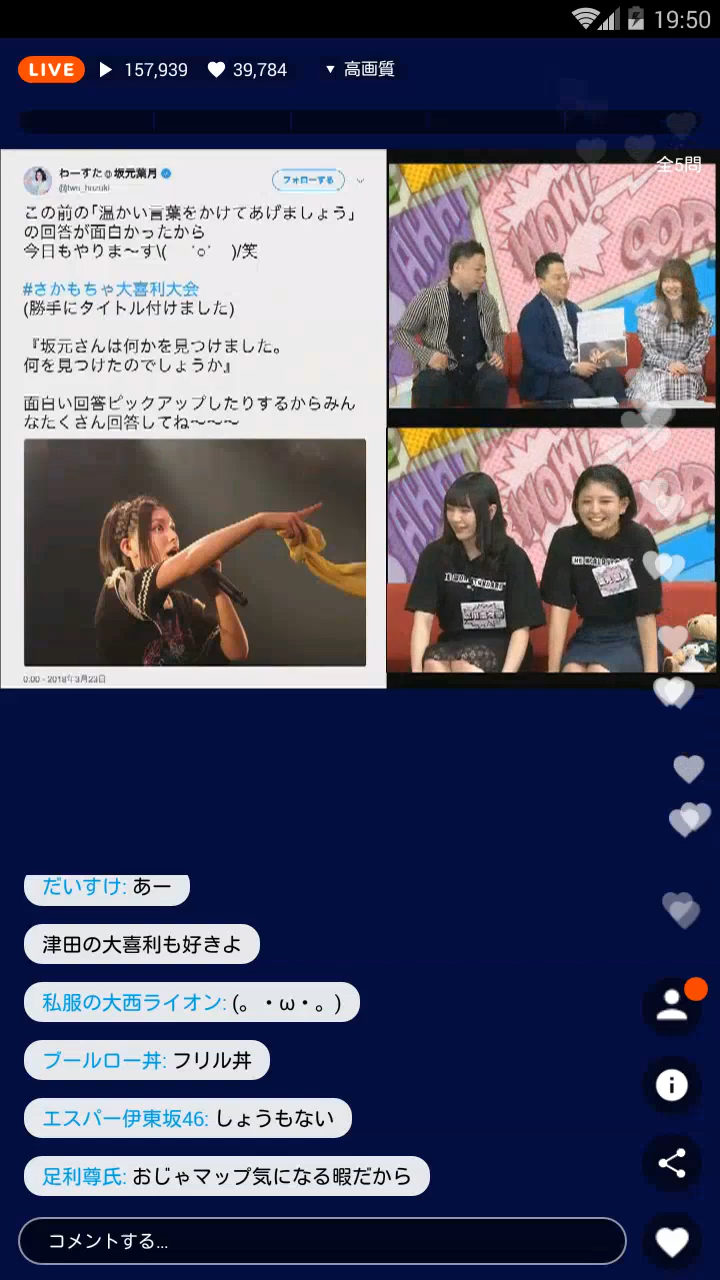 19:50
LIVE 157,939 39,784 高画質
全5問
わーすた@坂元葉月
@tws_hazuki
フォローする
この前の「温かい言葉をかけてあげましょう」
の回答が面白かったから
今日もやりま〜す\( ˙o˙ )/笑
#さかもちゃ大喜利大会
(勝手にタイトル付けました)
『坂元さんは何かを見つけました。
何を見つけたのでしょうか』
面白い回答ピックアップしたりするからみん
なたくさん回答してね〜〜〜
0:00 - 2018年3月23日
AHH!
WOW!
OOP
AHH!
WOW!
OOPS
だいすけ: あー
津田の大喜利も好きよ
私服の大西ライオン: (。・ω・。)
ブールロー丼: フリル丼
エスパー伊東坂46: しょうもない
足利尊氏: おじゃマップ気になる暇だから
コメントする...